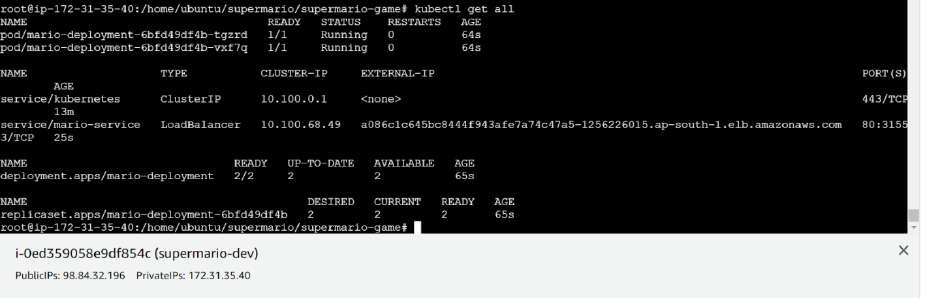 root@ip-172-31-35-40:/home/ubuntu/supermario/supermario-game# kubectl get all
NAME READY STATUS RESTARTS AGE
pod/mario-deployment-6bfd49df4b-tgzrd 1/1 Running 0 64s
pod/mario-deployment-6bfd49df4b-vxf7q 1/1 Running 0 64s
NAME TYPE CLUSTER-IP EXTERNAL-IP PORT(S)
AGE
service/kubernetes ClusterIP 10.100.0.1 <none> 443/TCP
13m
service/mario-service LoadBalancer 10.100.68.49 a086c1c645bc8444f943afe7a74c47a5-1256226015.ap-south-1.elb.amazonaws.com 80:3155
3/TCP 25s
NAME READY UP-TO-DATE AVAILABLE AGE
deployment.apps/mario-deployment 2/2 2 2 65s
NAME DESIRED CURRENT READY AGE
replicaset.apps/mario-deployment-6bfd49df4b 2 2 2 65s
root@ip-172-31-35-40:/home/ubuntu/supermario/supermario-game#
i-0ed359058e9df854c (supermario-dev)
PublicIPs: 98.84.32.196 PrivateIPs: 172.31.35.40